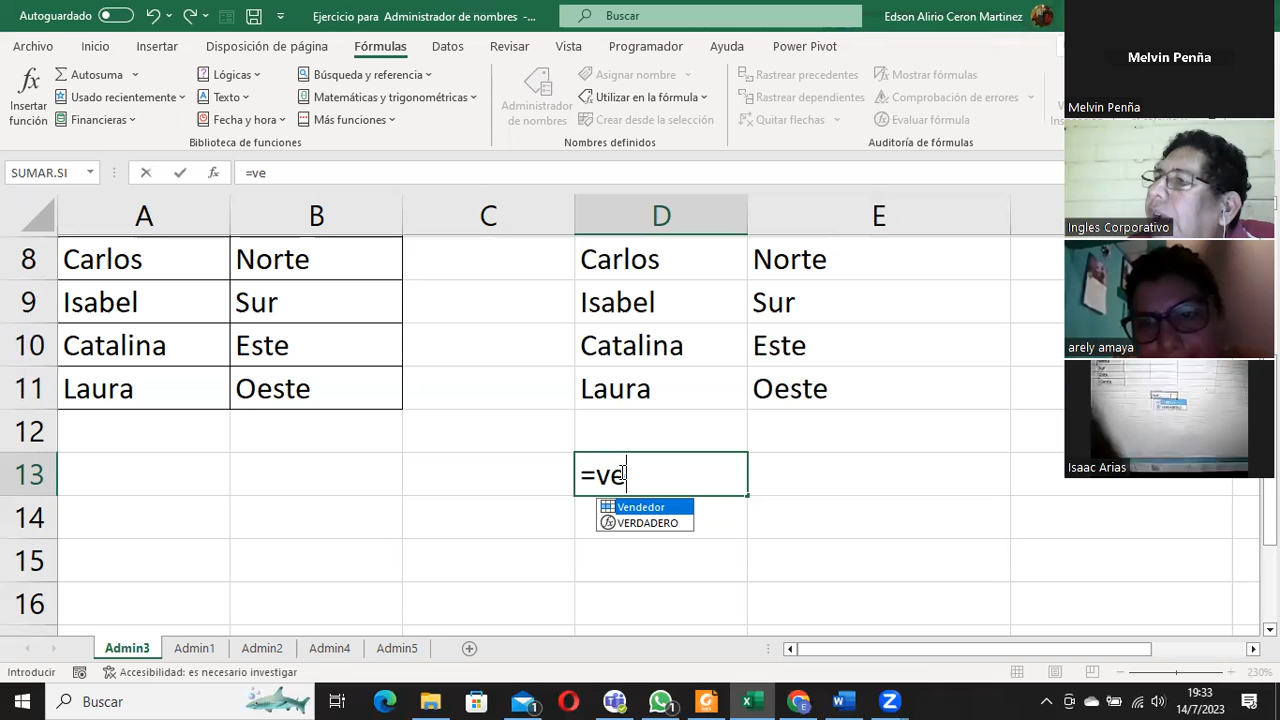 Autoguardado
Ejercicio para Administrador de nombres -...
Buscar
Edson Alirio Ceron Martinez
Archivo Inicio Insertar Disposición de página Fórmulas Datos Revisar Vista Programador Ayuda Power Pivot
Insertar función
Autosuma
Usado recientemente
Financieras
Lógicas
Texto
Fecha y hora
Búsqueda y referencia
Matemáticas y trigonométricas
Más funciones
Biblioteca de funciones
Administrador de nombres
Asignar nombre
Utilizar en la fórmula
Crear desde la selección
Nombres definidos
Rastrear precedentes
Rastrear dependientes
Quitar flechas
Mostrar fórmulas
Comprobación de errores
Evaluar fórmula
Auditoría de fórmulas
SUMAR.SI
fx
=ve
A B C D E
8 Carlos Norte Carlos Norte
9 Isabel Sur Isabel Sur
10 Catalina Este Catalina Este
11 Laura Oeste Laura Oeste
12
13 =ve
Vendedor
VERDADERO
14
15
16
Admin3 Admin1 Admin2 Admin4 Admin5
Introducir
Accesibilidad: es necesario investigar
230%
Buscar
19:33
14/7/2023
Melvin Penña
Melvin Penña
Ingles Corporativo
arely amaya
Isaac Arias